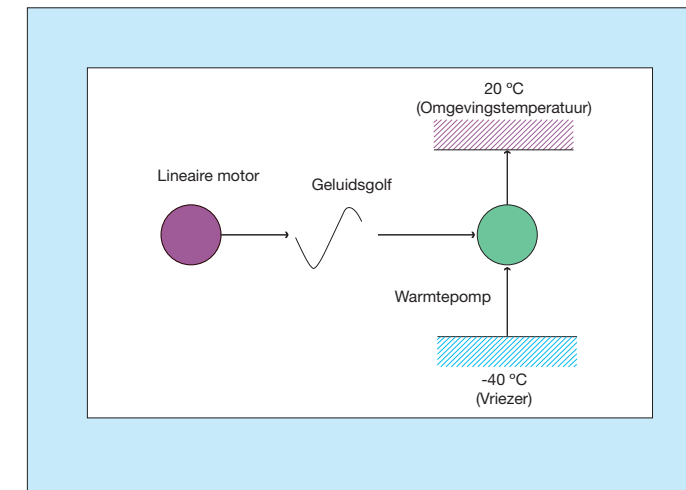 20 ºC
(Omgevingstemperatuur)
Lineaire motor
Geluidsgolf
Warmtepomp
-40 ºC
(Vriezer)